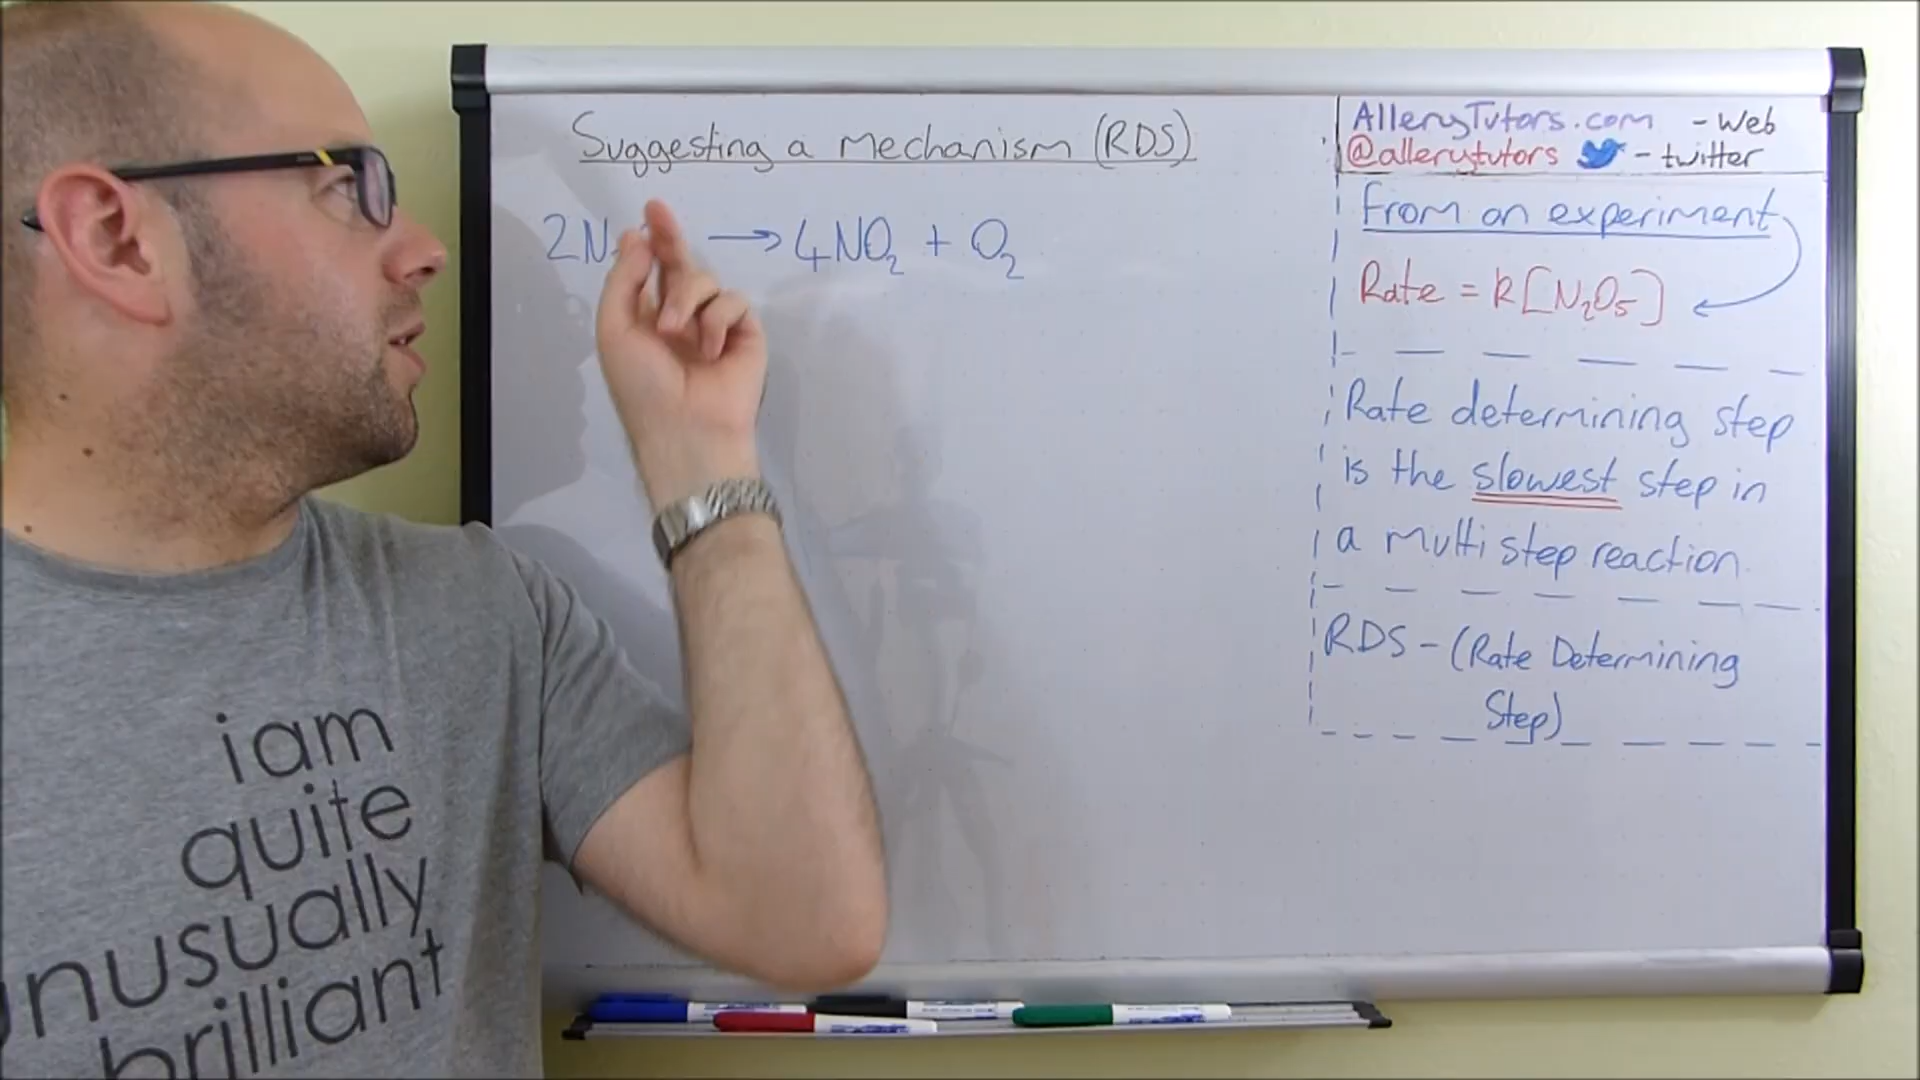 Suggesting a mechanism (RDS)
2N → 4NO₂ + O₂
AlleryTutors.com - Web
@allerytutors - twitter
From an experiment
Rate = k[N₂O₅]
Rate determining step
is the slowest step in
a multi step reaction
RDS - (Rate Determining
Step)
iam
quite
unusually
brilliant